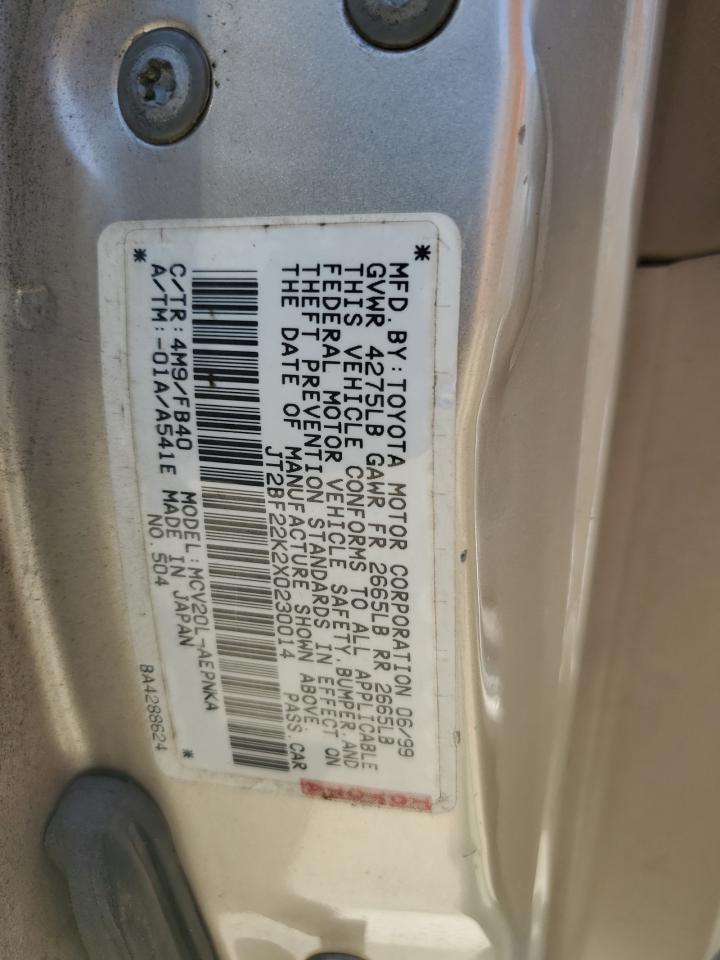 MFD. BY: TOYOTA MOTOR CORPORATION 06/99
GVWR 4275LB GAWR FR 2665LB RR 2665LB
THIS VEHICLE CONFORMS TO ALL APPLICABLE
FEDERAL MOTOR VEHICLE SAFETY, BUMPER, AND
THEFT PREVENTION STANDARDS IN EFFECT ON
THE DATE OF MANUFACTURE SHOWN ABOVE.
JT2BF22K2X0230014 PASS. CAR
C/TR: 4M9/FB40 MODEL: MCV20L-AEPNKA
A/TM: -01A/A541E MADE IN JAPAN
NO. 504
BA4288624